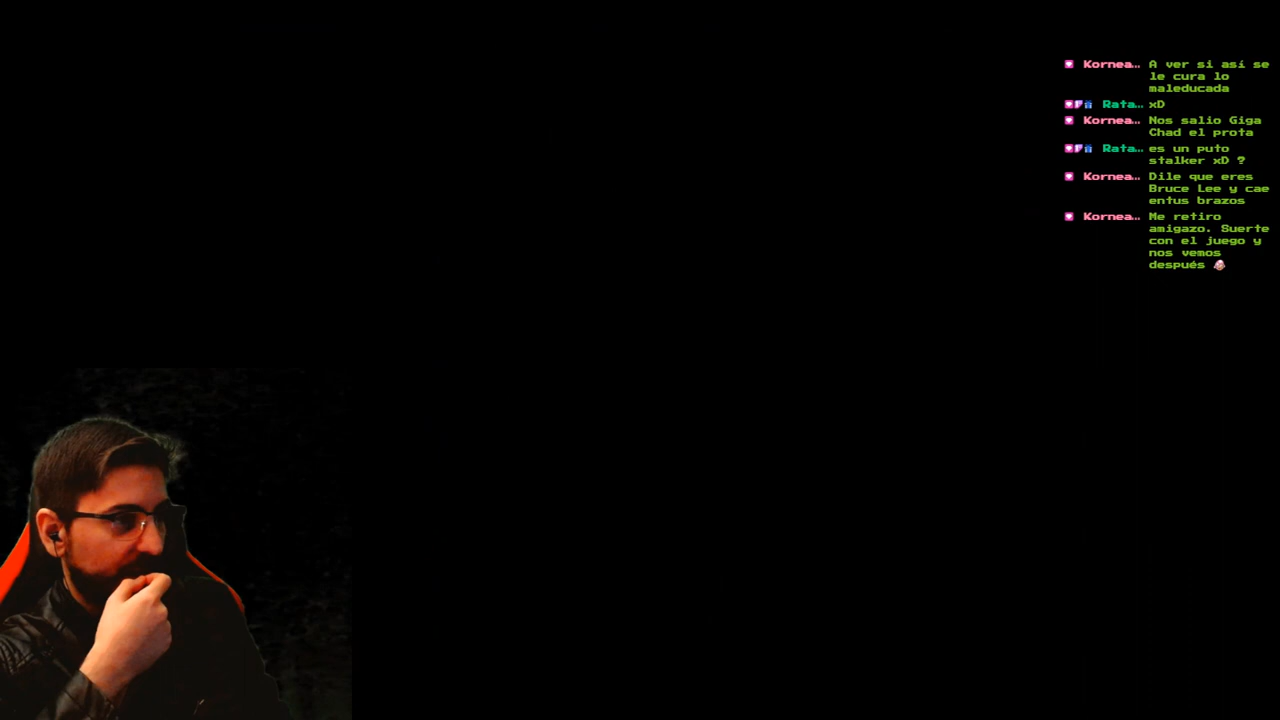 Kornea… A ver si así se
le cura lo
maleducada
Rata… xD
Kornea… Nos salio Giga
Chad el prota
Rata… es un puto
stalker xD ?
Kornea… Dile que eres
Bruce Lee y cae
entus brazos
Kornea… Me retiro
amigazo. Suerte
con el juego y
nos vemos
después